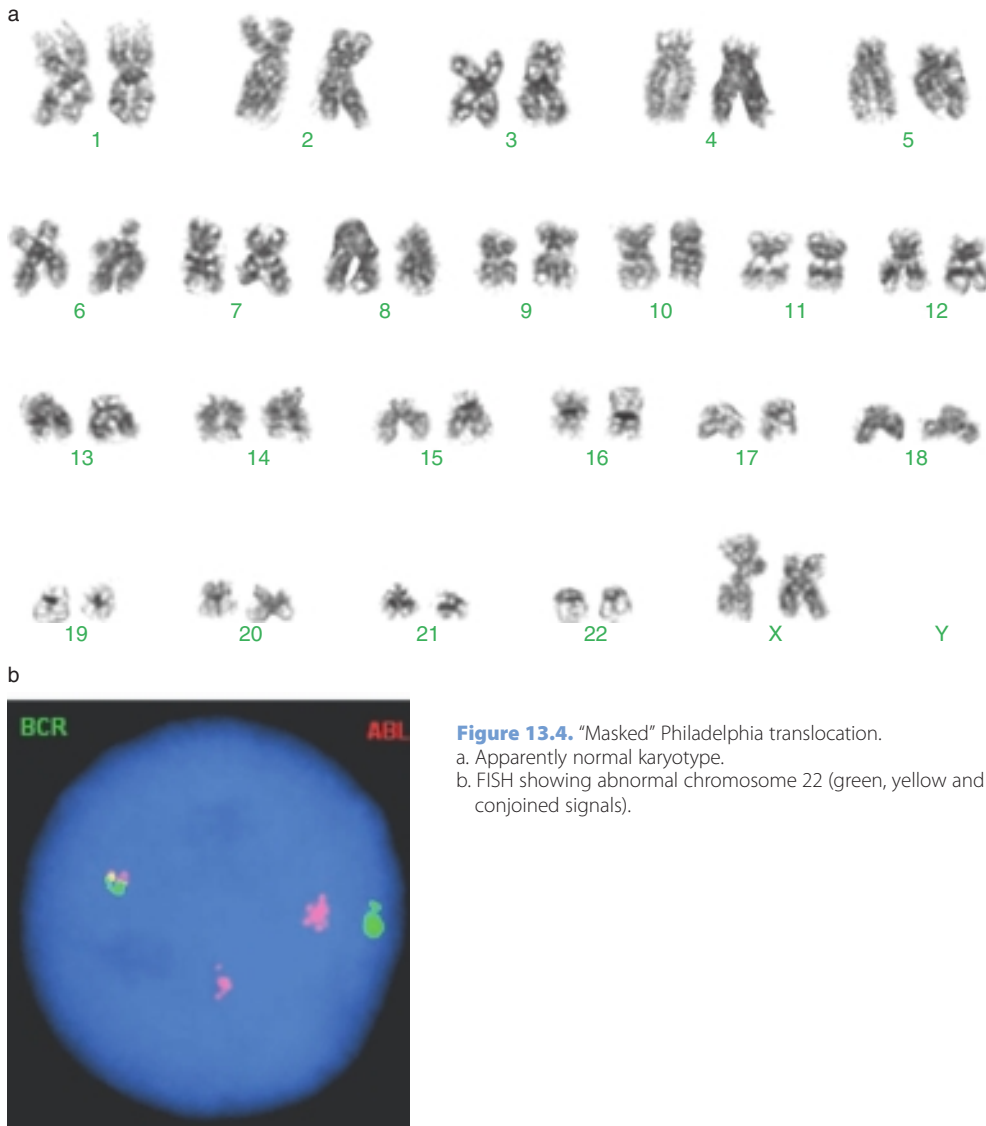 a
1 2 3 4 5
6 7 8 9 10 11 12
13 14 15 16 17 18
19 20 21 22 X Y
b
BCR ABL
Figure 13.4. “Masked” Philadelphia translocation.
a. Apparently normal karyotype.
b. FISH showing abnormal chromosome 22 (green, yellow and
conjoined signals).